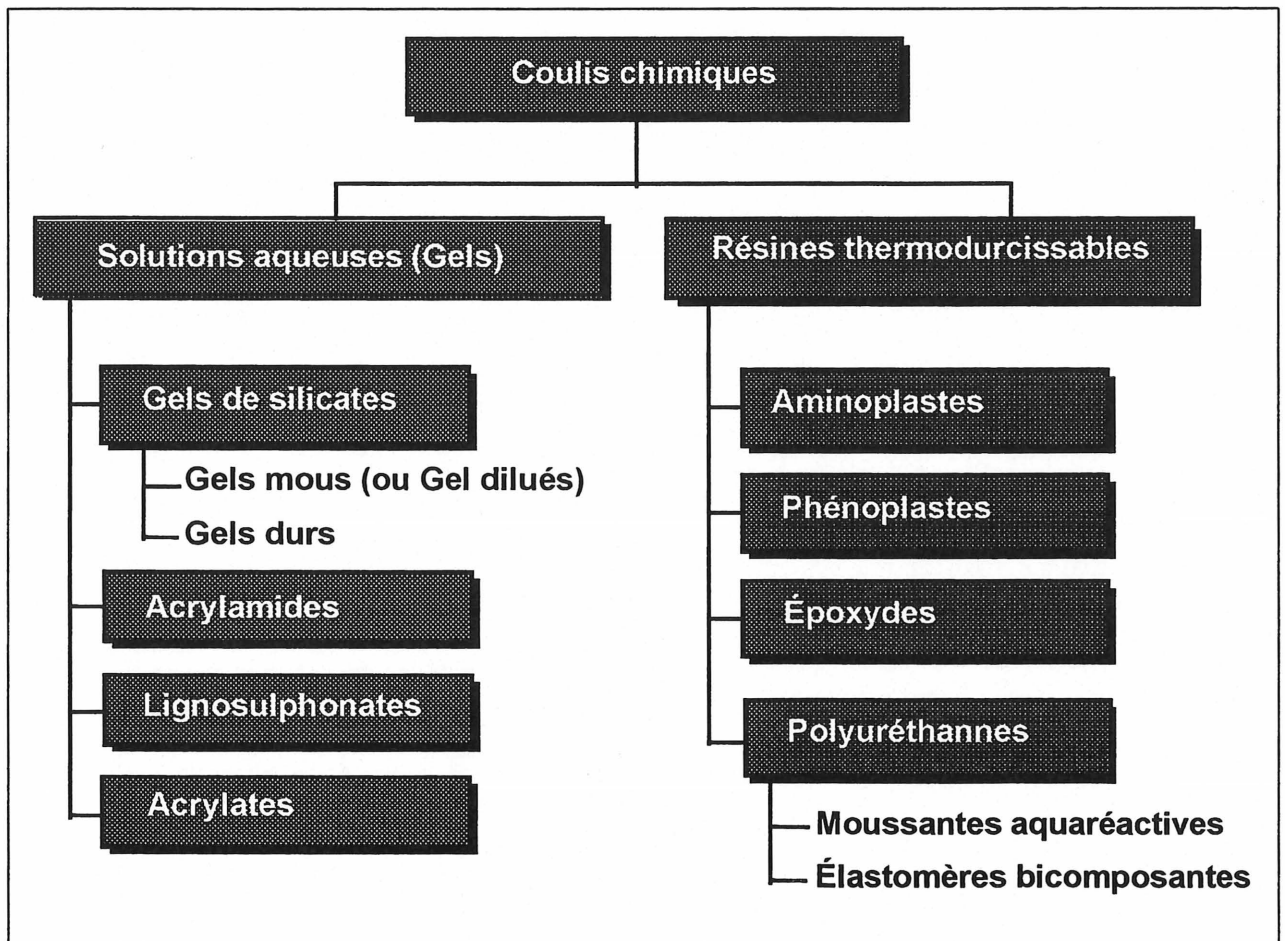 Coulis chimiques
Solutions aqueuses (Gels)
Gels de silicates
Gels mous (ou Gel dilués)
Gels durs
Acrylamides
Lignosulphonates
Acrylates
Résines thermodurcissables
Aminoplastes
Phénoplastes
Époxydes
Polyuréthannes
Moussantes aquaréactives
Élastomères bicomposantes